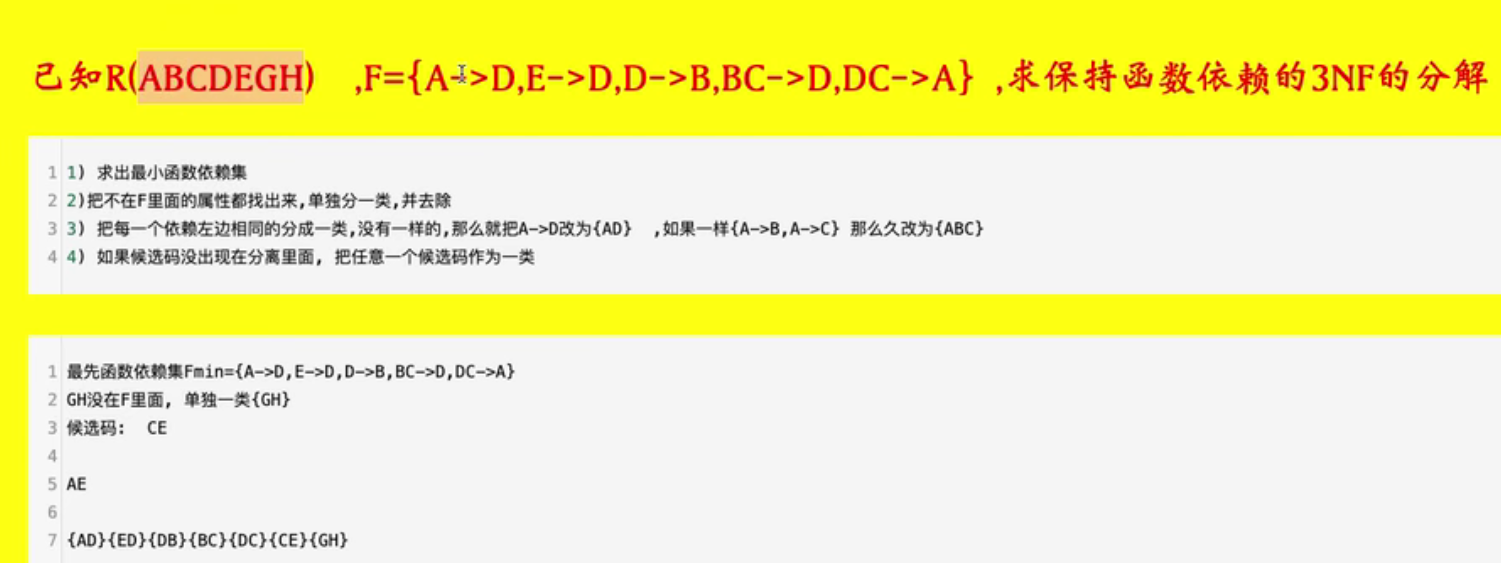 已知R(ABCDEGH) ,F={A->D,E->D,D->B,BC->D,DC->A} ,求保持函数依赖的3NF的分解
1 1) 求出最小函数依赖集
2 2)把不在F里面的属性都找出来,单独分一类,并去除
3 3) 把每一个依赖左边相同的分成一类,没有一样的,那么就把A->D改为{AD} ,如果一样{A->B,A->C} 那么久改为{ABC}
4 4) 如果候选码没出现在分离里面, 把任意一个候选码作为一类
1 最先函数依赖集Fmin={A->D,E->D,D->B,BC->D,DC->A}
2 GH没在F里面, 单独一类{GH}
3 候选码: CE
4
5 AE
6
7 {AD}{ED}{DB}{BC}{DC}{CE}{GH}